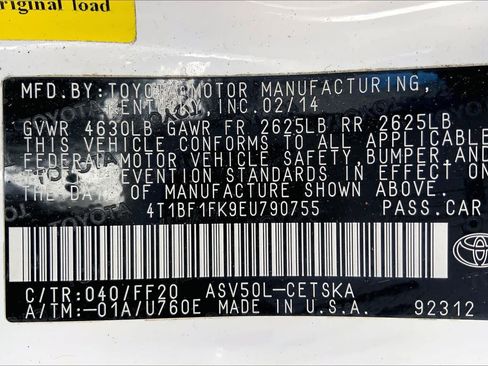 original load
MFD.BY:TOYOTA MOTOR MANUFACTURING,
KENTUCKY, INC. 02/14
GVWR 4630LB GAWR FR 2625LB RR 2625LB
THIS VEHICLE CONFORMS TO ALL APPLICABLE
FEDERAL MOTOR VEHICLE SAFETY, BUMPER, AND
THEFT PREVENTION STANDARDS IN EFFECT ON
THE DATE OF MANUFACTURE SHOWN ABOVE.
4T1BF1FK9EU790755 PASS.CAR
C/TR:040/FF20 ASV50L-CETSKA
A/TM:-01A/U760E MADE IN U.S.A. 92312
TOYOTA